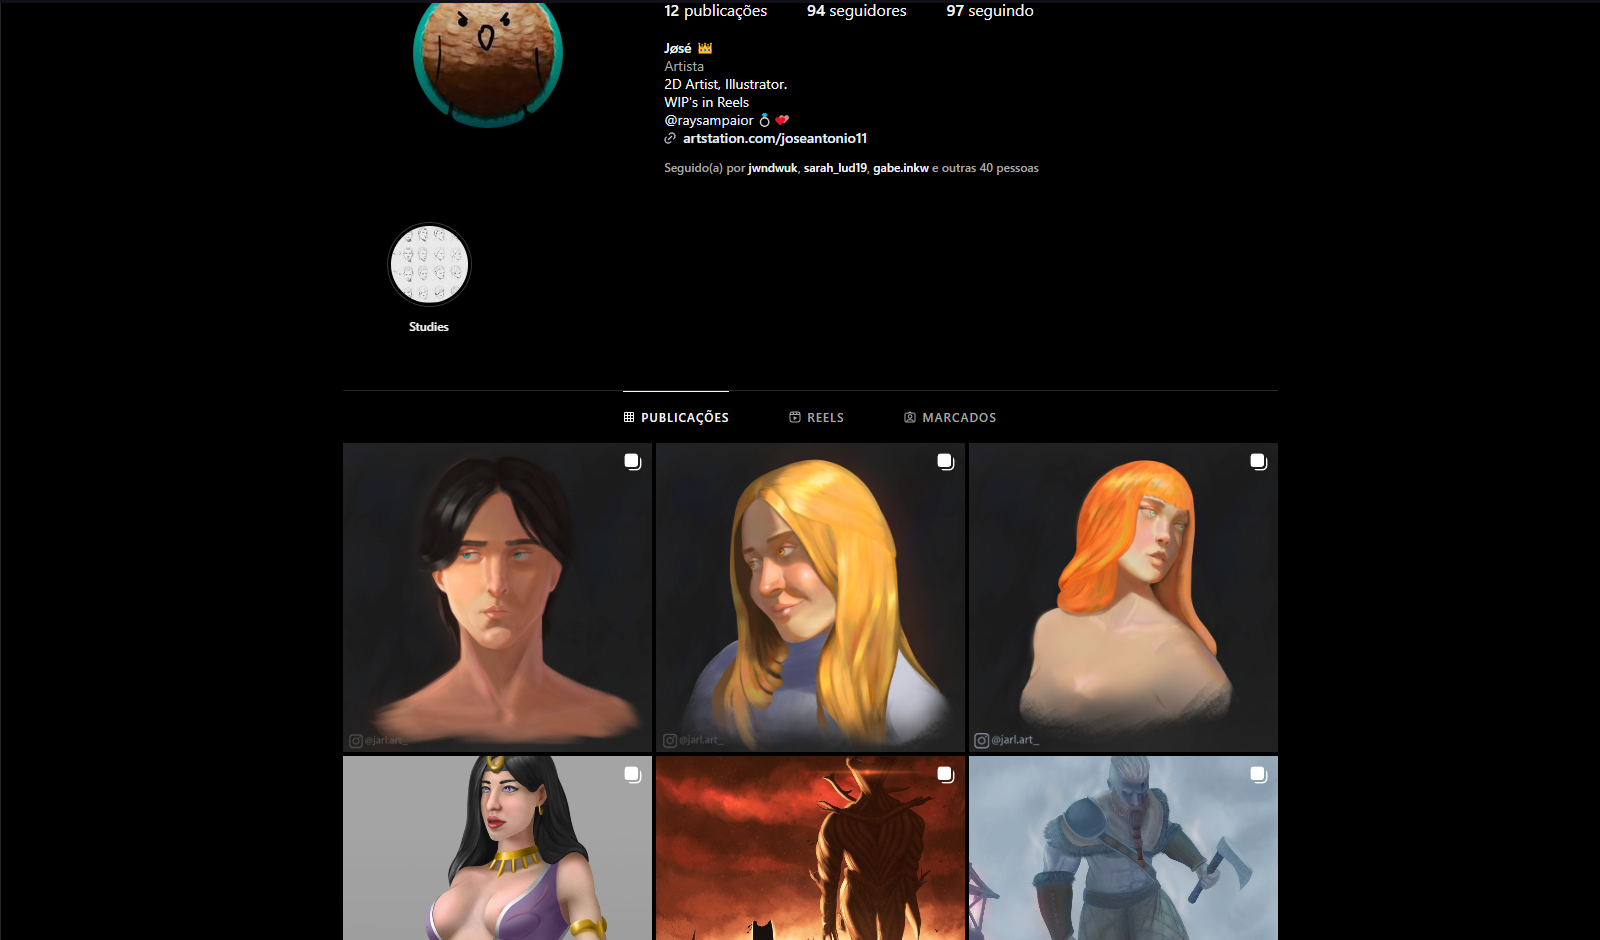 12 publicações 94 seguidores 97 seguindo
Jøsé 👑
Artista
2D Artist, Illustrator.
WIP's in Reels
@raysampaior 💍 💕
artstation.com/joseantonio11
Seguido(a) por jwndwuk, sarah_lud19, gabe.inkw e outras 40 pessoas
Studies
PUBLICAÇÕES REELS MARCADOS
@jarl.art_ @jarl.art_ @jarl.art_